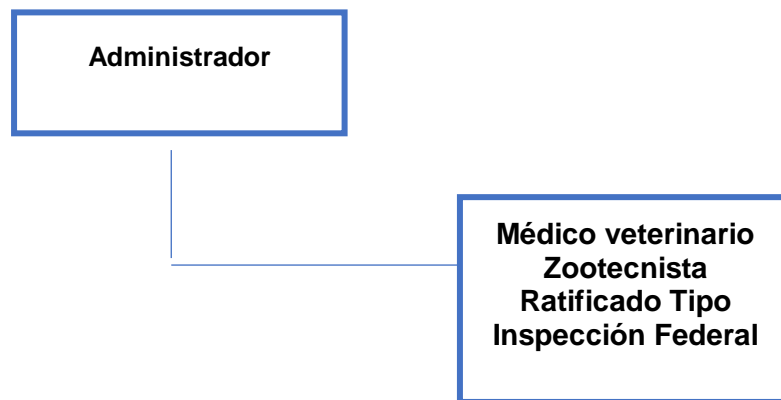 Administrador
Médico veterinario
Zootecnista
Ratificado Tipo
Inspección Federal